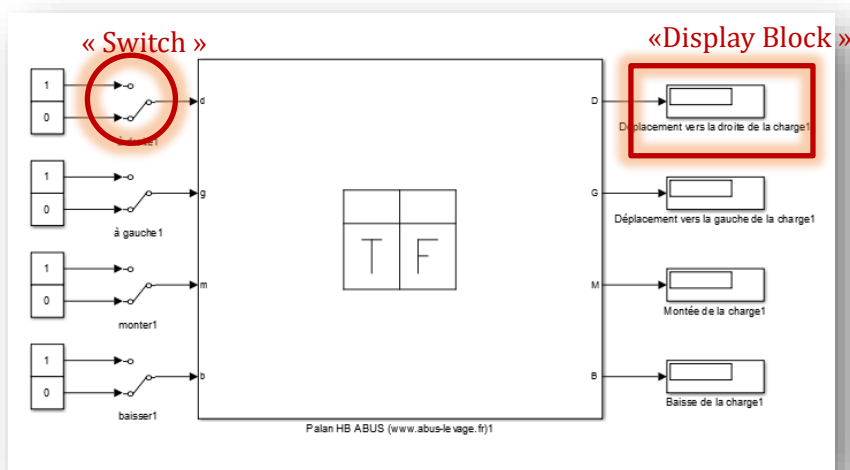 « Switch »
«Display Block »
1
0
à droite1
d
D
Déplacement vers la droite de la charge1
1
0
à gauche1
g
G
Déplacement vers la gauche de la charge1
T F
1
0
monter1
m
M
Montée de la charge1
1
0
baisser1
b
B
Baisse de la charge1
Palan HB ABUS (www.abus-levage.fr)1